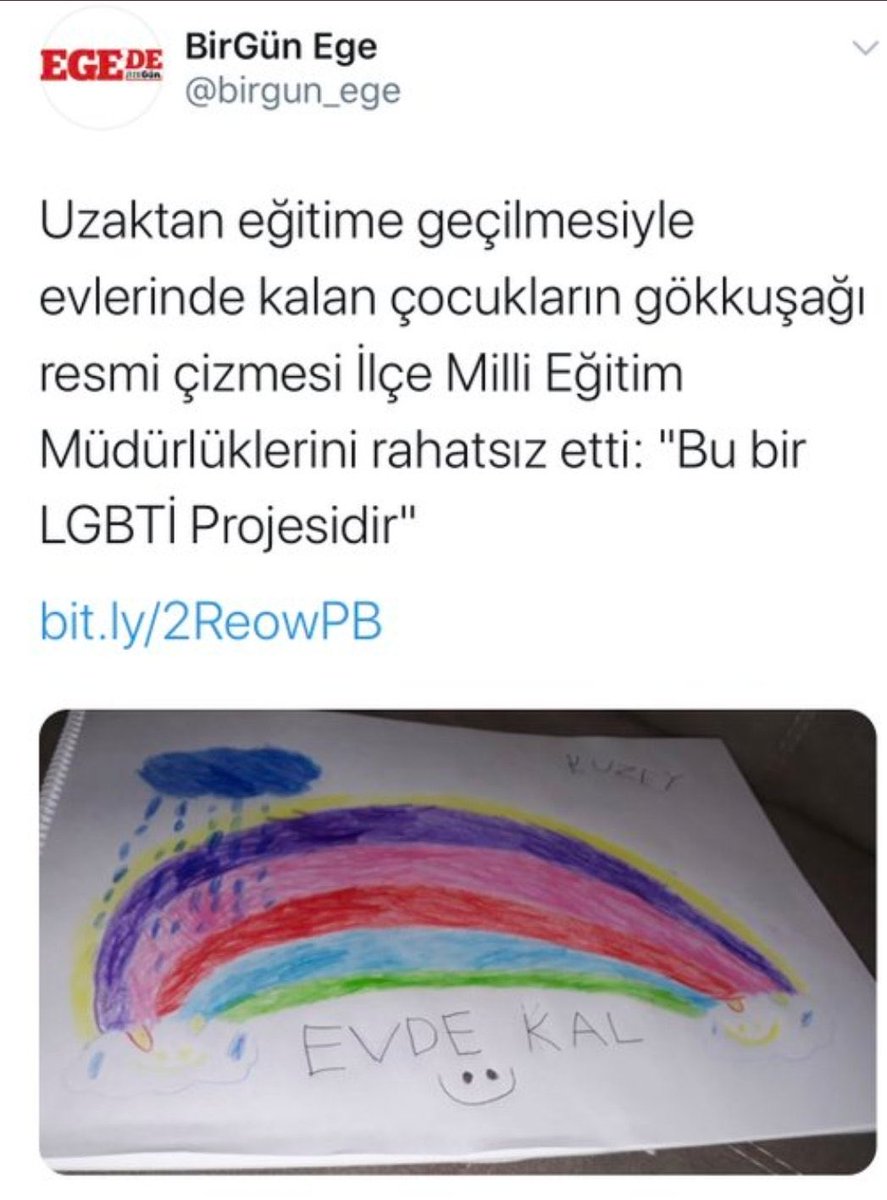 BirGün Ege
EGEDE
BirGün
@birgun_ege
Uzaktan eğitime geçilmesiyle
evlerinde kalan çocukların gökkuşağı
resmi çizmesi İlçe Milli Eğitim
Müdürlüklerini rahatsız etti: "Bu bir
LGBTİ Projesidir"
bit.ly/2ReowPB
KUZEY
EVDE KAL